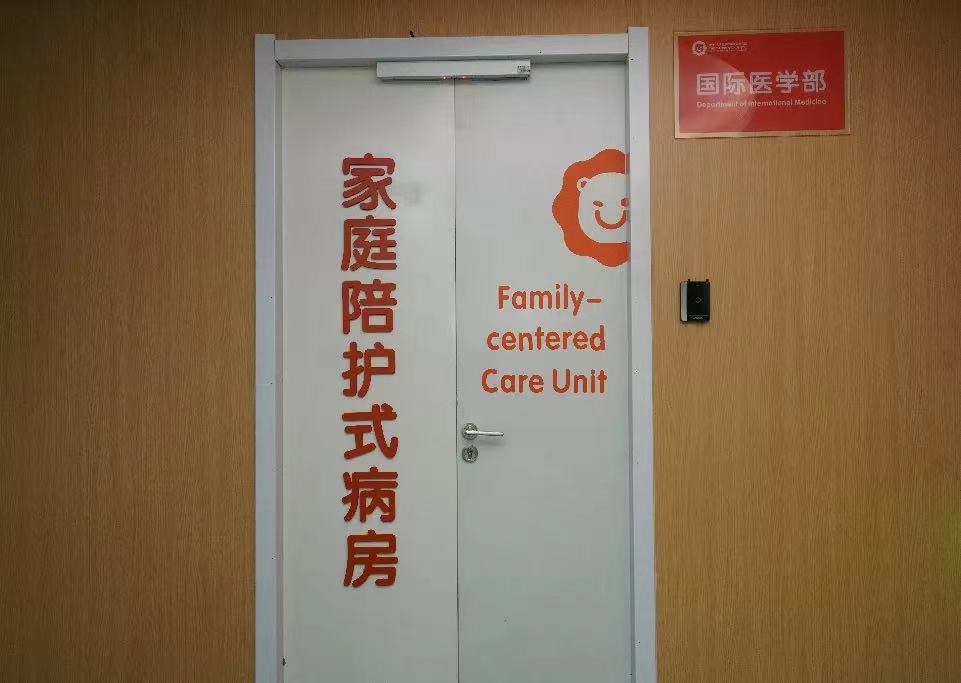 国际医学部
Department of International Medicine
家庭陪护式病房
Family-
centered
Care Unit